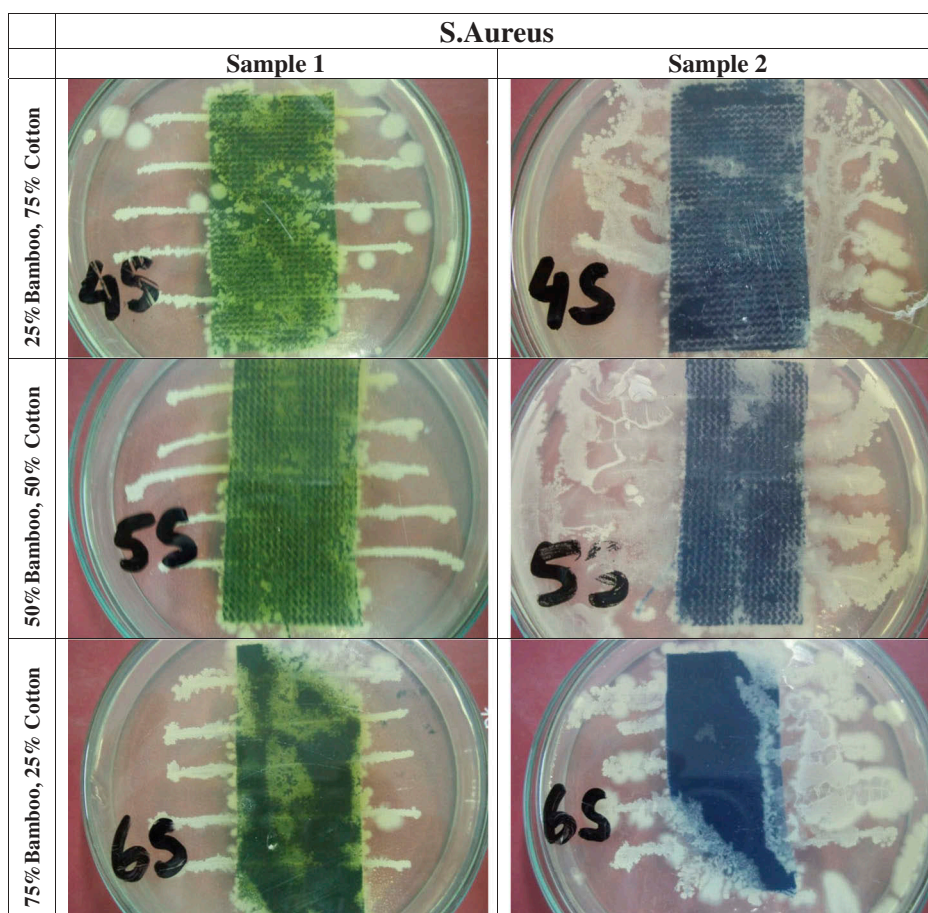 S.Aureus
Sample 1
Sample 2
25%Bamboo, 75% Cotton
4S
4S
50%Bamboo, 50% Cotton
5S
5S
75%Bamboo, 25% Cotton
6S
6S